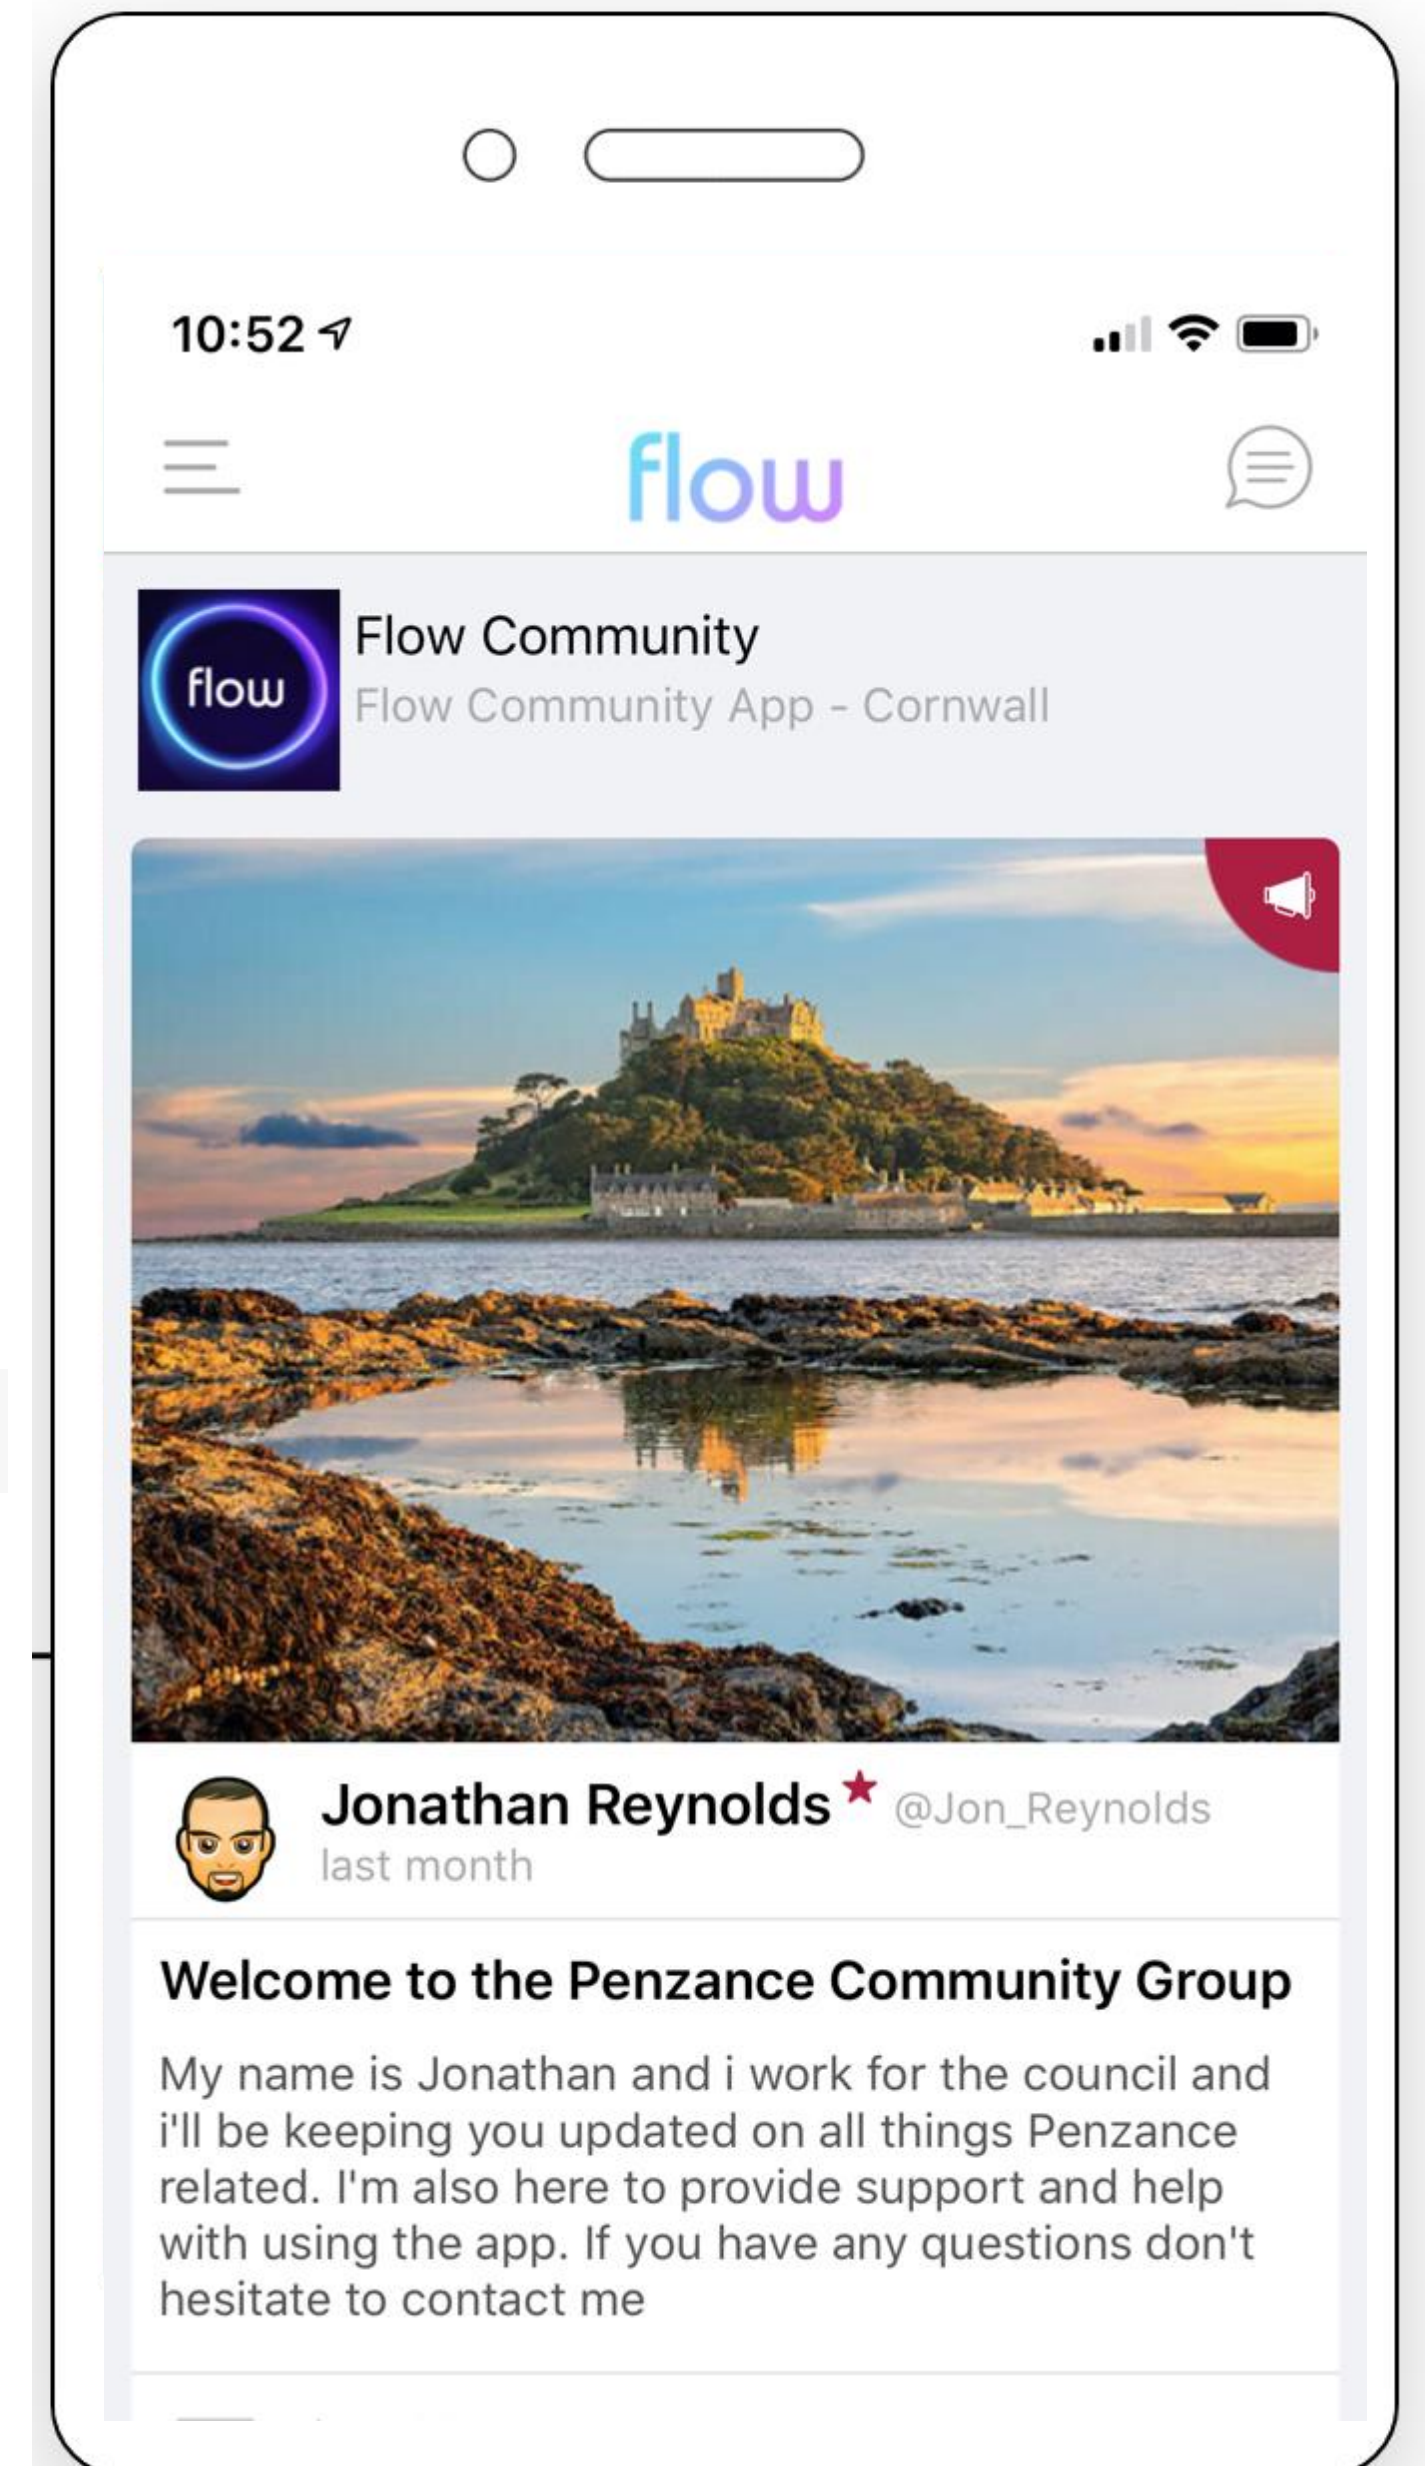 10:52
flow
flow
Flow Community
Flow Community App - Cornwall
Jonathan Reynolds @Jon_Reynolds
last month
Welcome to the Penzance Community Group
My name is Jonathan and i work for the council and
i'll be keeping you updated on all things Penzance
related. I'm also here to provide support and help
with using the app. If you have any questions don't
hesitate to contact me